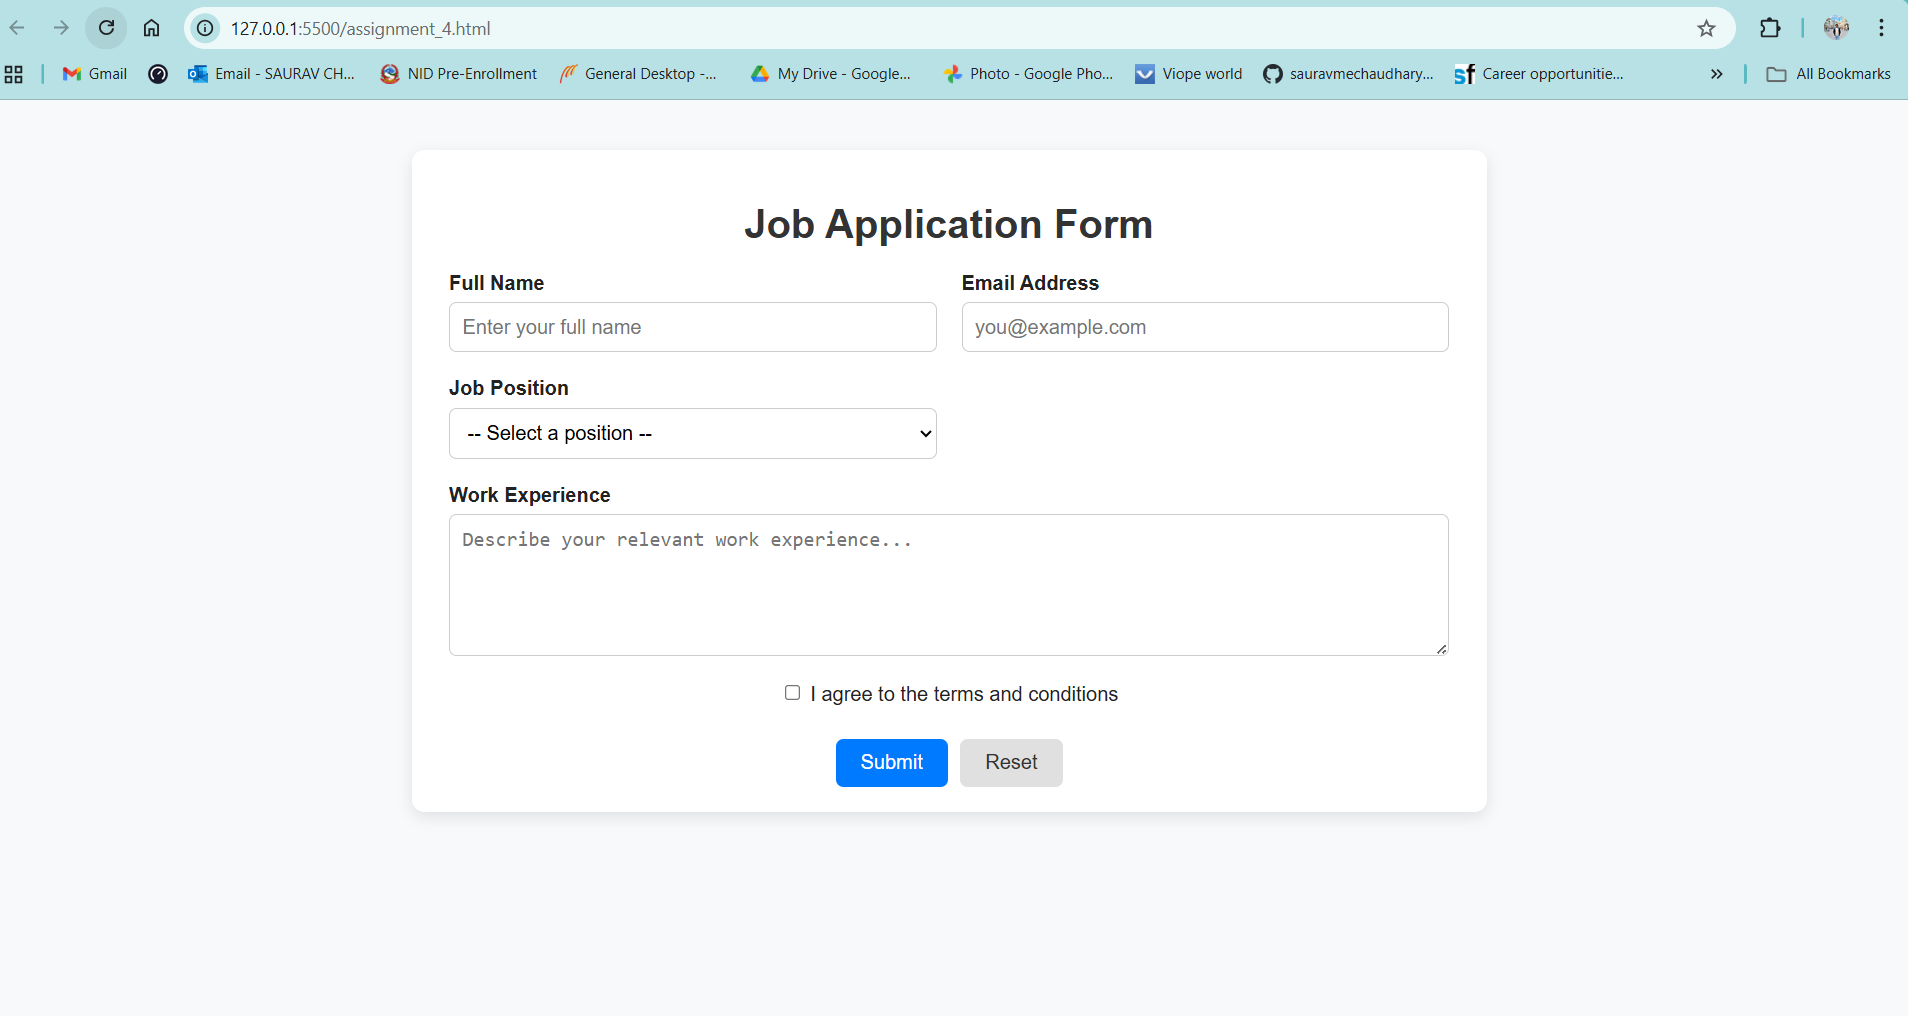 127.0.0.1:5500/assignment_4.html
Gmail
Email - SAURAV CH...
NID Pre-Enrollment
General Desktop -...
My Drive - Google...
Photo - Google Pho...
Viope world
sauravmechaudhary...
sf Career opportunitie...
»
All Bookmarks
Job Application Form
Full Name
Email Address
Enter your full name
you@example.com
Job Position
-- Select a position --
Work Experience
Describe your relevant work experience...
I agree to the terms and conditions
Submit
Reset